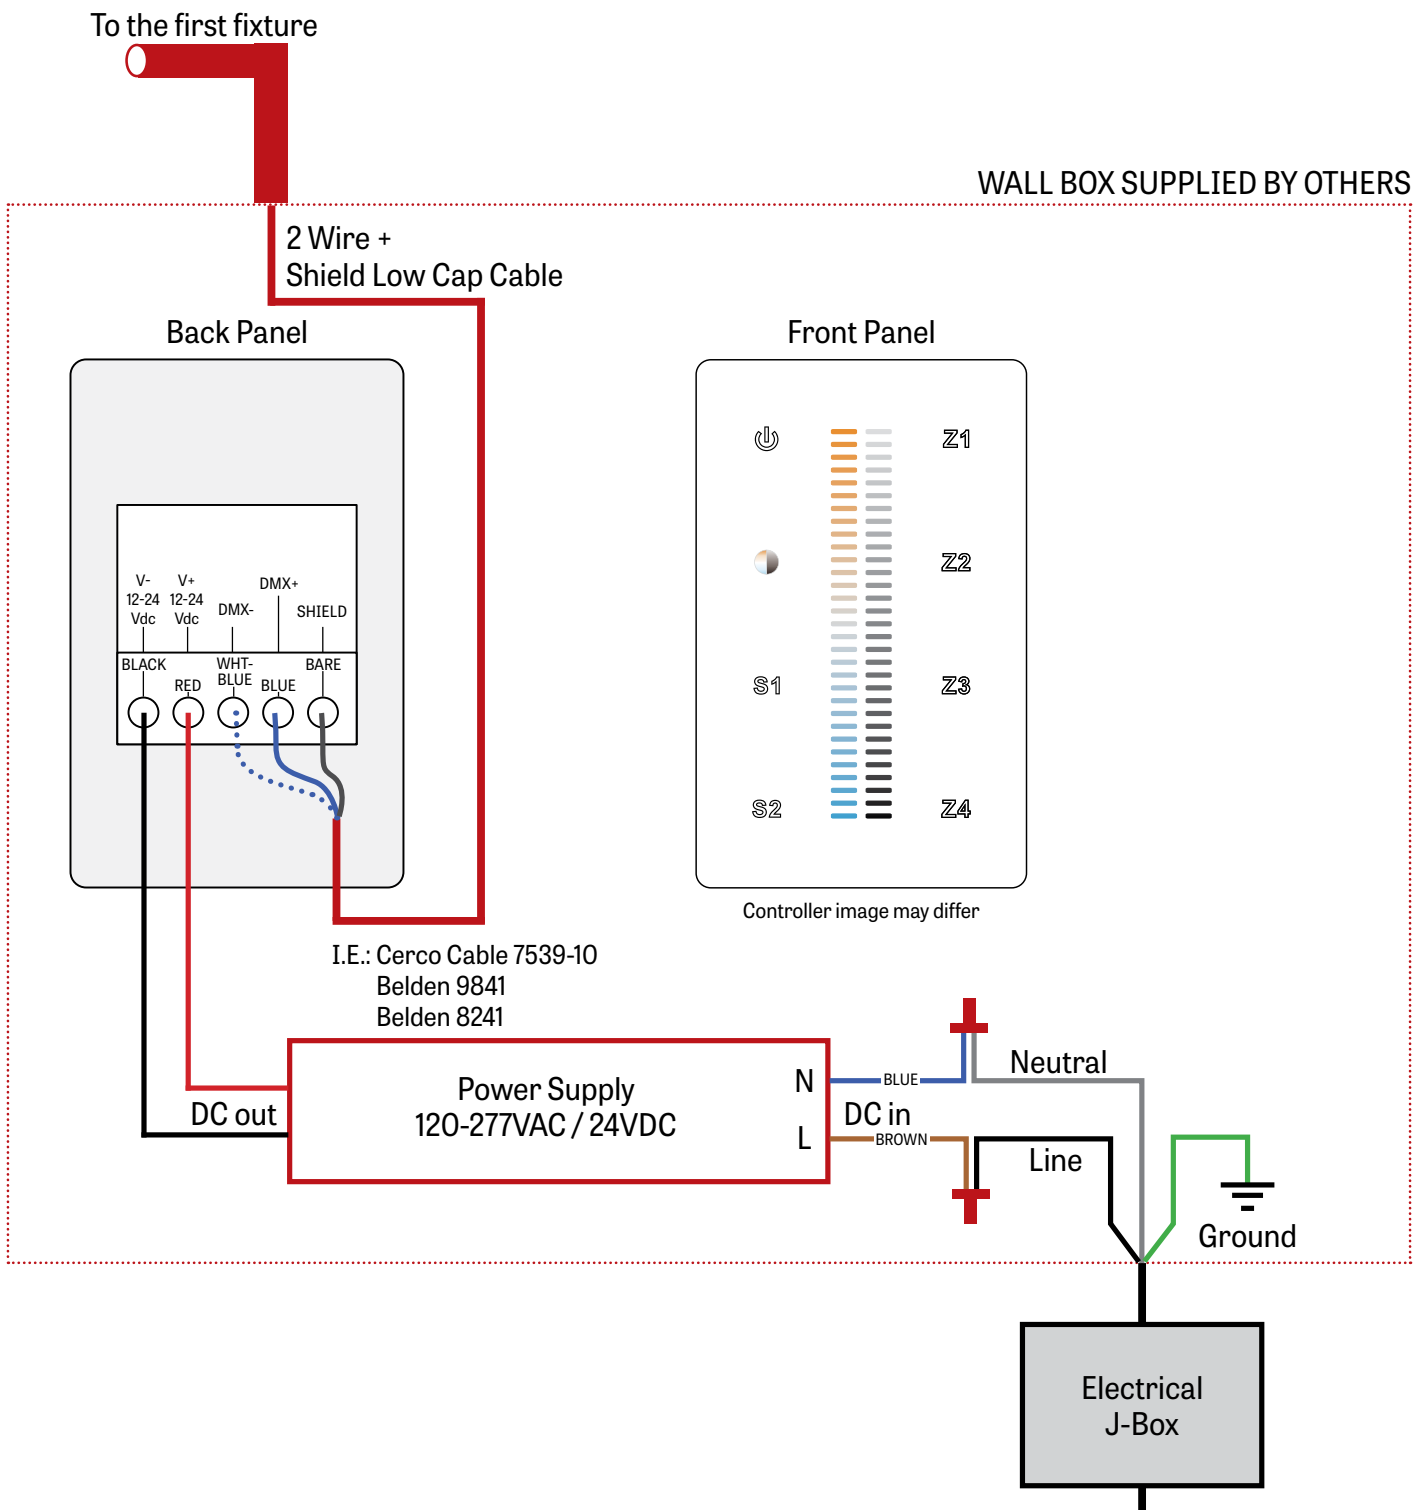 To the first fixture
WALL BOX SUPPLIED BY OTHERS
2 Wire +
Shield Low Cap Cable
Back Panel
Front Panel
V-
12-24
Vdc
V+
12-24
Vdc
DMX-
DMX+
SHIELD
BLACK
RED
WHT-
BLUE
BLUE
BARE
Z1
Z2
S1
Z3
S2
Z4
Controller image may differ
I.E.: Cerco Cable 7539-10
Belden 9841
Belden 8241
Power Supply
120-277VAC / 24VDC
DC out
N
L
BLUE
DC in
BROWN
Neutral
Line
Ground
Electrical
J-Box